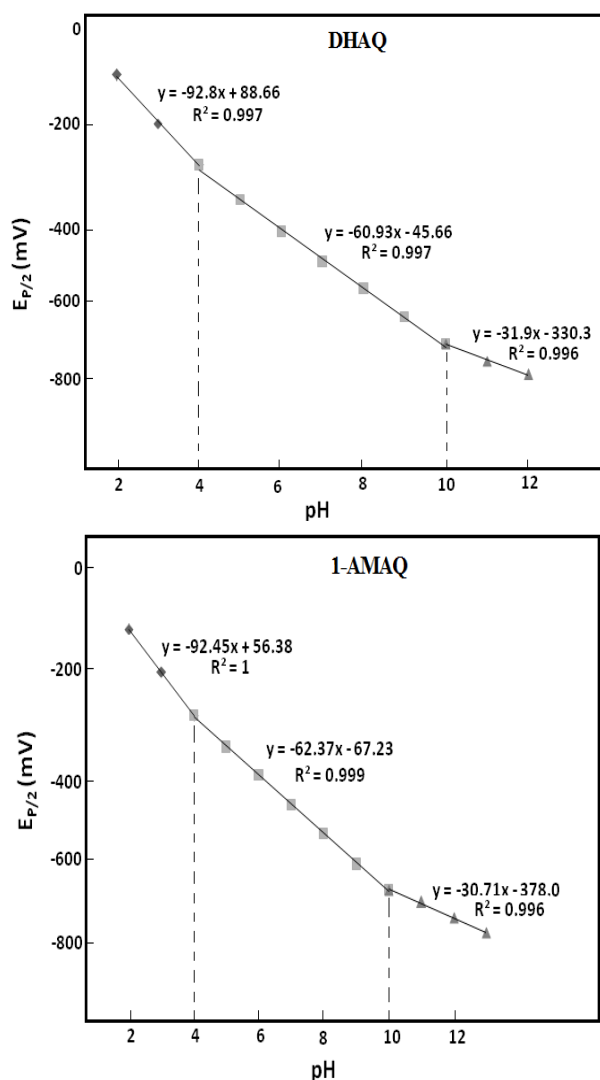 DHAQ
0
-200
-400
-600
-800
E_{P/2} (mV)
y = -92.8x + 88.66
R² = 0.997
y = -60.93x - 45.66
R² = 0.997
y = -31.9x - 330.3
R² = 0.996
2 4 6 8 10 12
pH
1-AMAQ
0
-200
-400
-600
-800
E_{P/2} (mV)
y = -92.45x + 56.38
R² = 1
y = -62.37x - 67.23
R² = 0.999
y = -30.71x - 378.0
R² = 0.996
2 4 6 8 10 12
pH